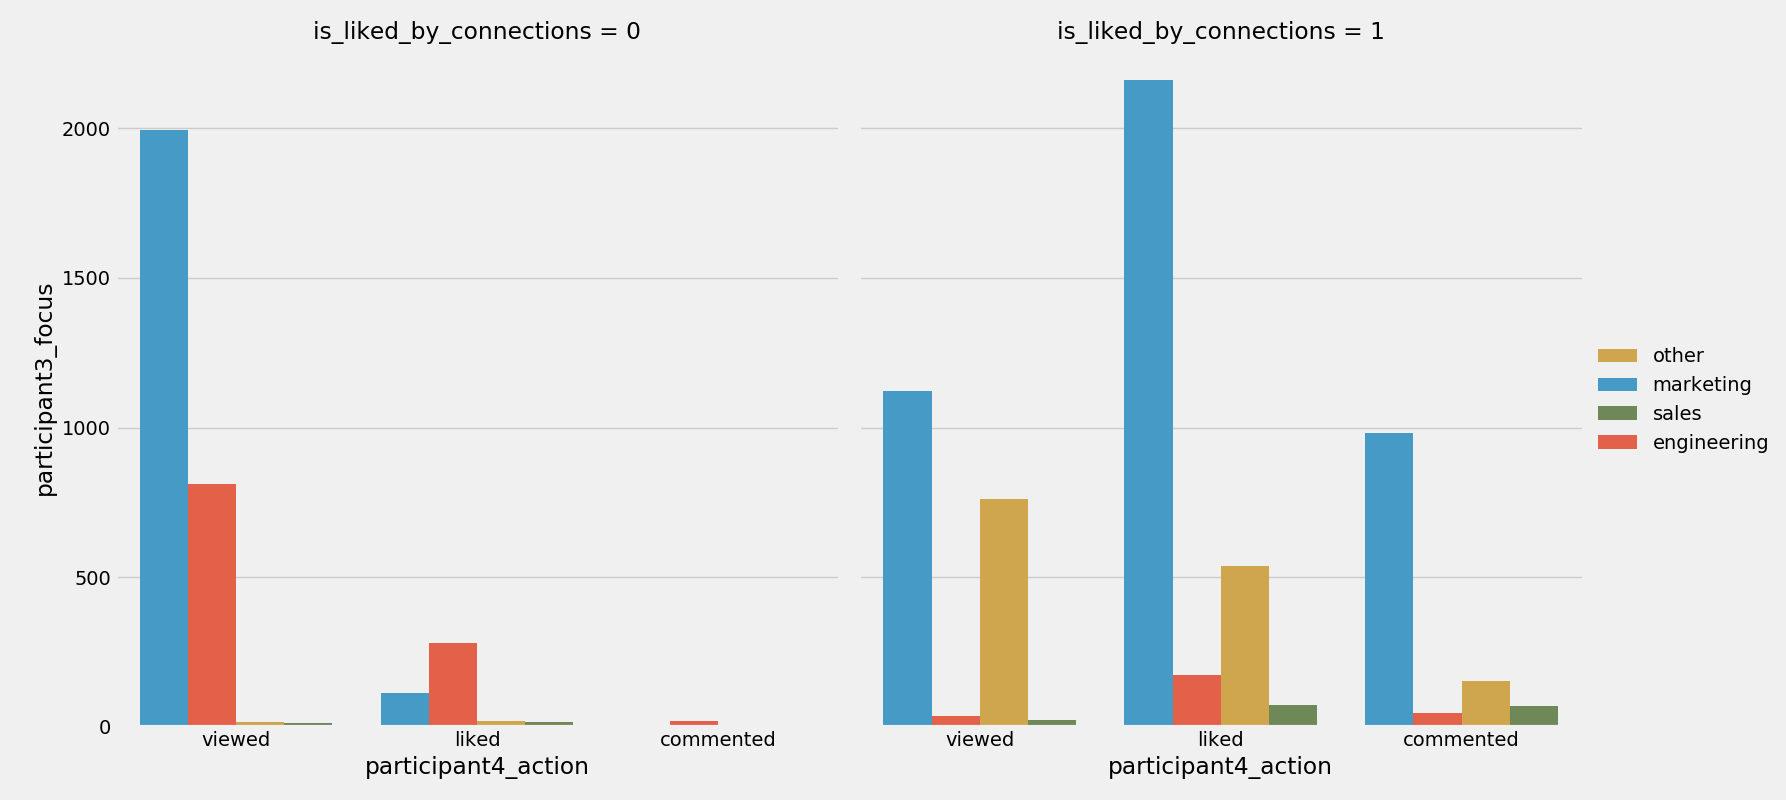 is_liked_by_connections = 0
is_liked_by_connections = 1
participant3_focus
2000
1500
1000
500
0
viewed
liked
commented
participant4_action
viewed
liked
commented
participant4_action
other
marketing
sales
engineering